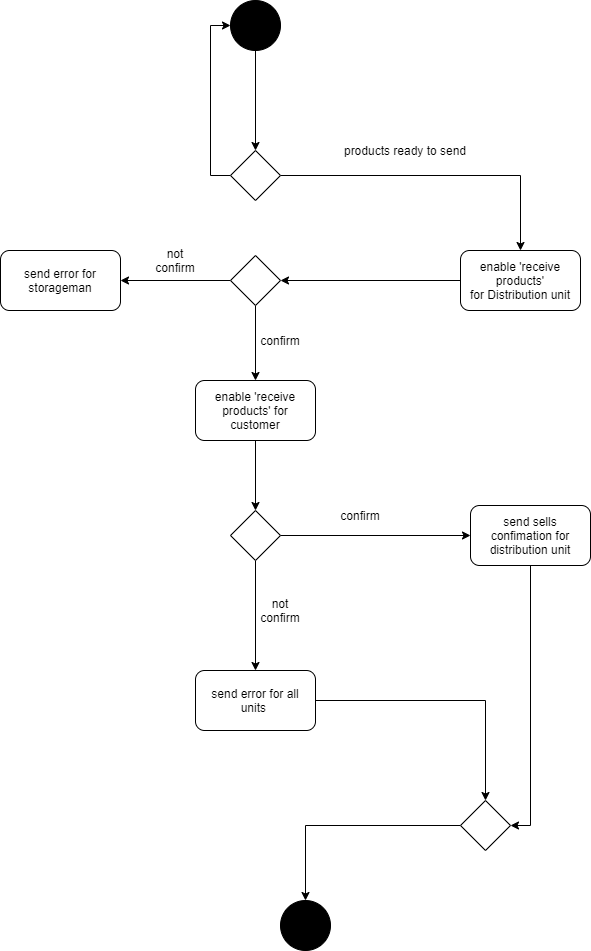 products ready to send
enable 'receive
products'
for Distribution unit
not
confirm
send error for
storageman
confirm
enable 'receive
products' for
customer
confirm
send sells
confimation for
distribution unit
not
confirm
send error for all
units